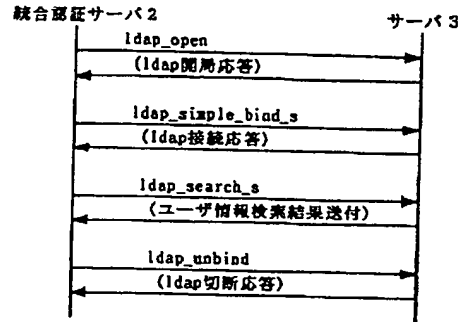 統合認証サーバ2
サーバ3
ldap_open
(ldap開局応答)
ldap_simple_bind_s
(ldap接続応答)
ldap_search_s
(ユーザ情報検索結果送付)
ldap_unbind
(ldap切断応答)